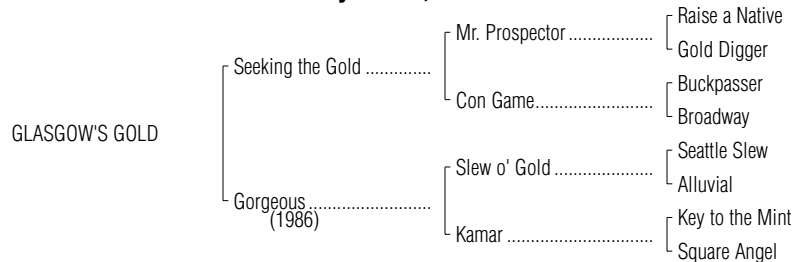 Raise a Native
Mr. Prospector ..................
Gold Digger
Seeking the Gold ..............
Buckpasser
Con Game.........................
Broadway
GLASGOW'S GOLD
Seattle Slew
Slew o' Gold ....................
Alluvial
Gorgeous..........................
(1986)
Key to the Mint
Kamar ...............................
Square Angel